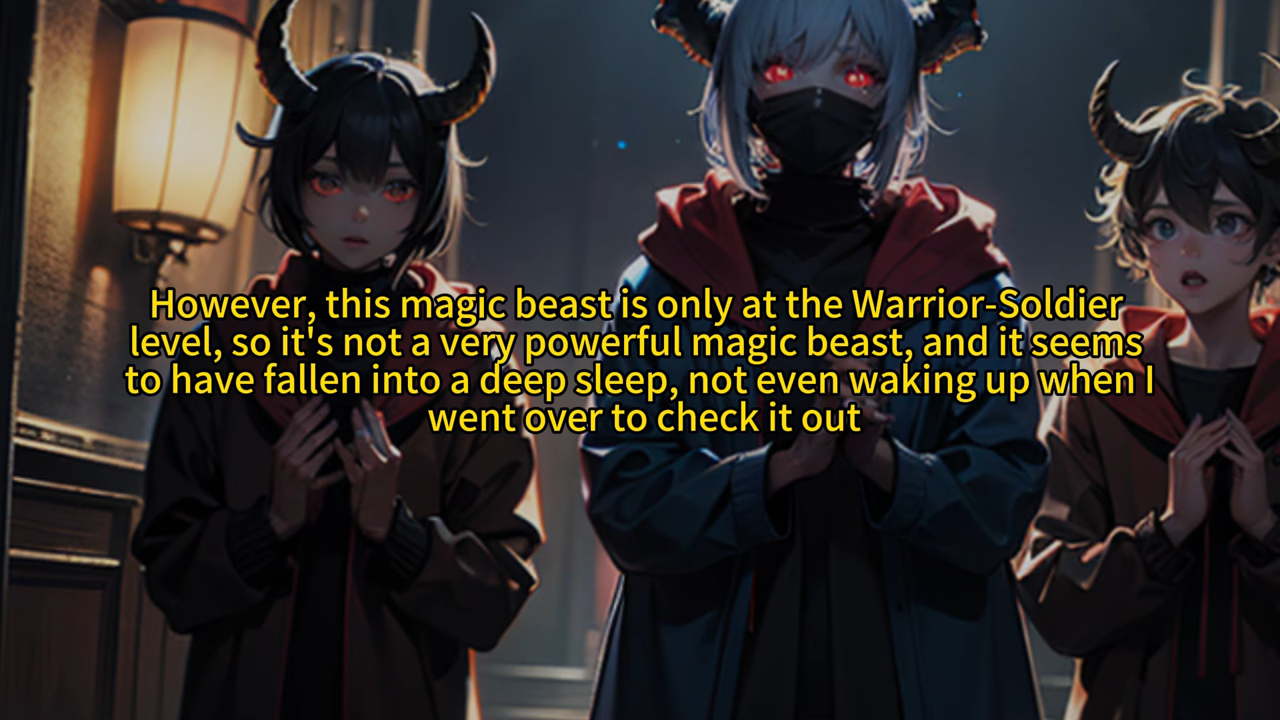 However, this magic beast is only at the Warrior-Soldier
level, so it's not a very powerful magic beast, and it seems
to have fallen into a deep sleep, not even waking up when I
went over to check it out